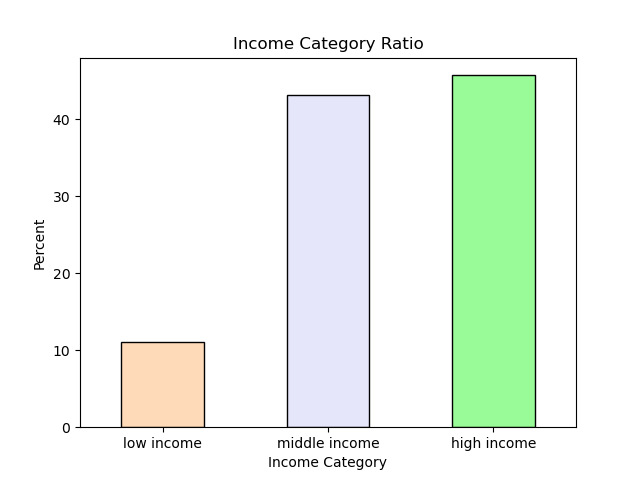 Income Category Ratio
Percent
40
30
20
10
0
low income
middle income
high income
Income Category